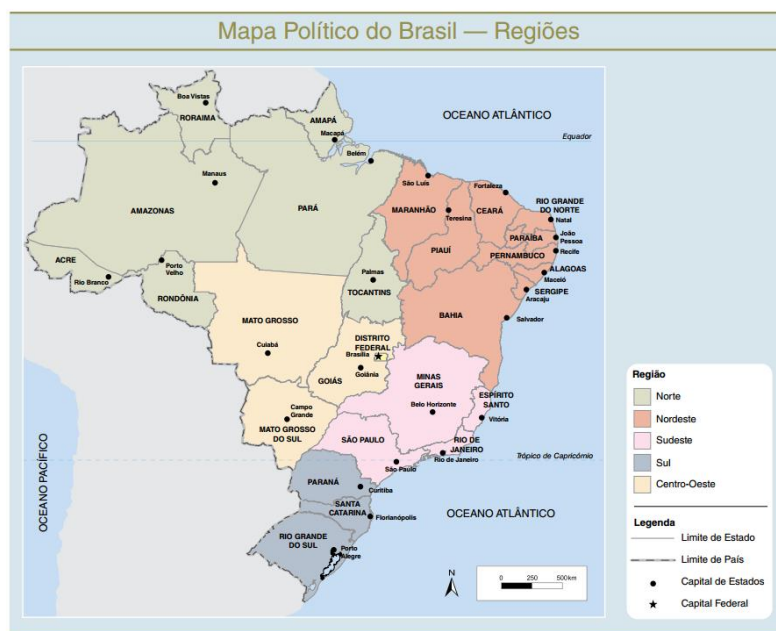 Mapa Político do Brasil — Regiões
Boa Vistas
RORAIMA
AMAPÁ
Macapá
OCEANO ATLÂNTICO
Equador
Belém
Manaus
São Luís
Fortaleza
AMAZONAS
PARÁ
MARANHÃO
Teresina
CEARÁ
RIO GRANDE
DO NORTE
Natal
PARAÍBA
João
Pessoa
PIAUÍ
PERNAMBUCO
Recife
ACRE
Rio Branco
Porto
Velho
RONDÔNIA
Palmas
TOCANTINS
ALAGOAS
Maceió
SERGIPE
Aracaju
MATO GROSSO
Cuiabá
BAHIA
Salvador
DISTRITO
FEDERAL
Brasília
Goiânia
GOIÁS
MINAS
GERAIS
Belo Horizonte
ESPÍRITO
SANTO
Vitória
Campo
Grande
MATO GROSSO
DO SUL
SÃO PAULO
São Paulo
RIO DE
JANEIRO
Rio de Janeiro
Trópico de Capricórnio
OCEANO PACÍFICO
PARANÁ
Curitiba
SANTA
CATARINA
Florianópolis
OCEANO ATLÂNTICO
RIO GRANDE
DO SUL
Porto
Alegre
N
0 250 500km
Região
Norte
Nordeste
Sudeste
Sul
Centro-Oeste
Legenda
Limite de Estado
Limite de País
Capital de Estados
Capital Federal